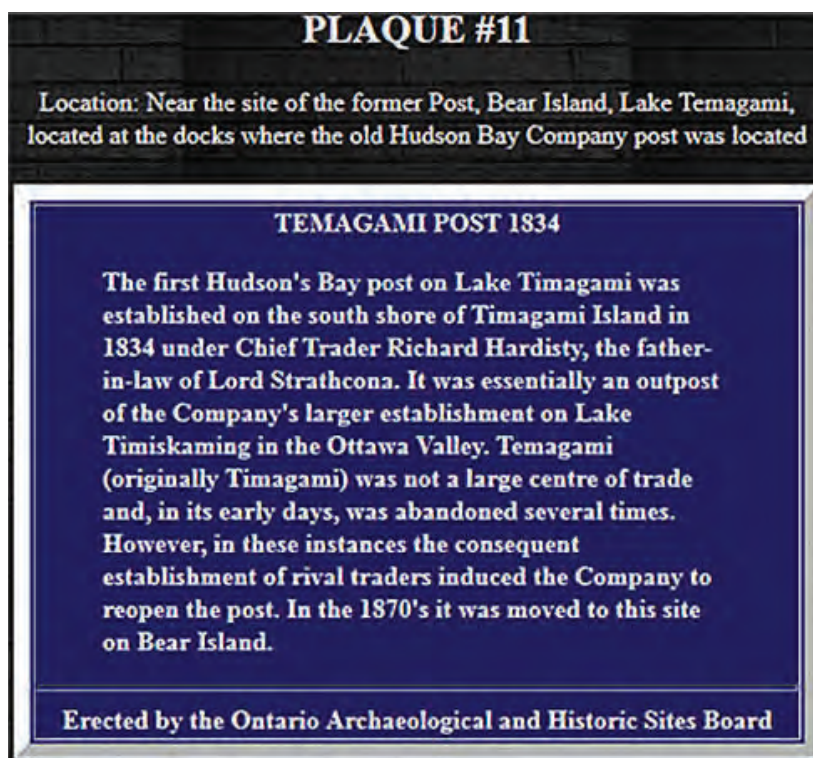 PLAQUE #11
Location: Near the site of the former Post, Bear Island, Lake Temagami,
located at the docks where the old Hudson Bay Company post was located
TEMAGAMI POST 1834
The first Hudson's Bay post on Lake Timagami was
established on the south shore of Timagami Island in
1834 under Chief Trader Richard Hardisty, the father-
in-law of Lord Strathcona. It was essentially an outpost
of the Company's larger establishment on Lake
Timiskaming in the Ottawa Valley. Temagami
(originally Timagami) was not a large centre of trade
and, in its early days, was abandoned several times.
However, in these instances the consequent
establishment of rival traders induced the Company to
reopen the post. In the 1870's it was moved to this site
on Bear Island.
Erected by the Ontario Archaeological and Historic Sites Board